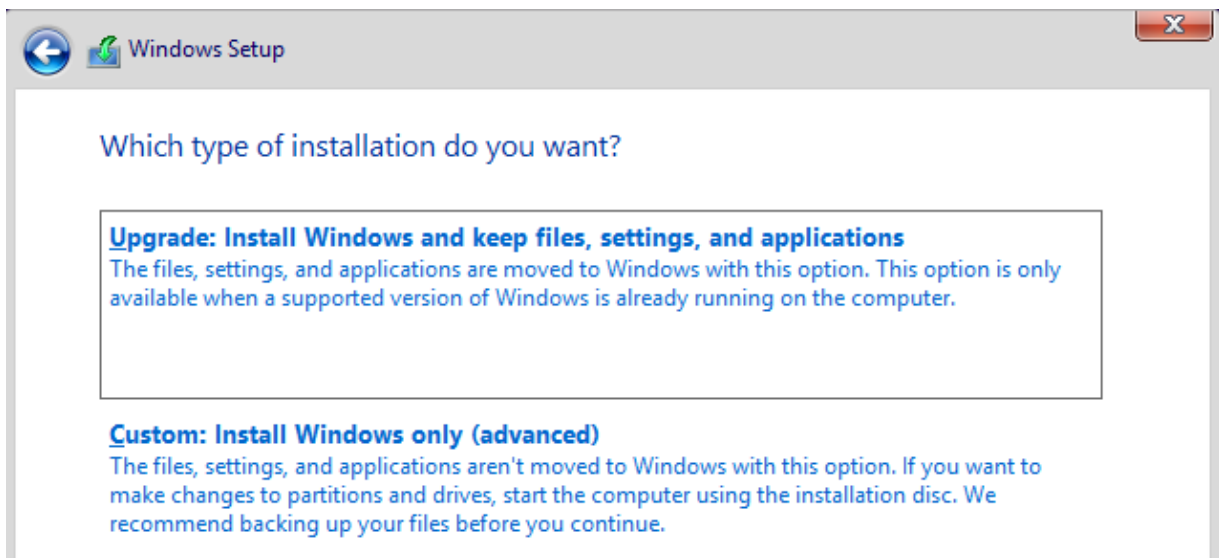 Windows Setup
Which type of installation do you want?
Upgrade: Install Windows and keep files, settings, and applications
The files, settings, and applications are moved to Windows with this option. This option is only
available when a supported version of Windows is already running on the computer.
Custom: Install Windows only (advanced)
The files, settings, and applications aren't moved to Windows with this option. If you want to
make changes to partitions and drives, start the computer using the installation disc. We
recommend backing up your files before you continue.